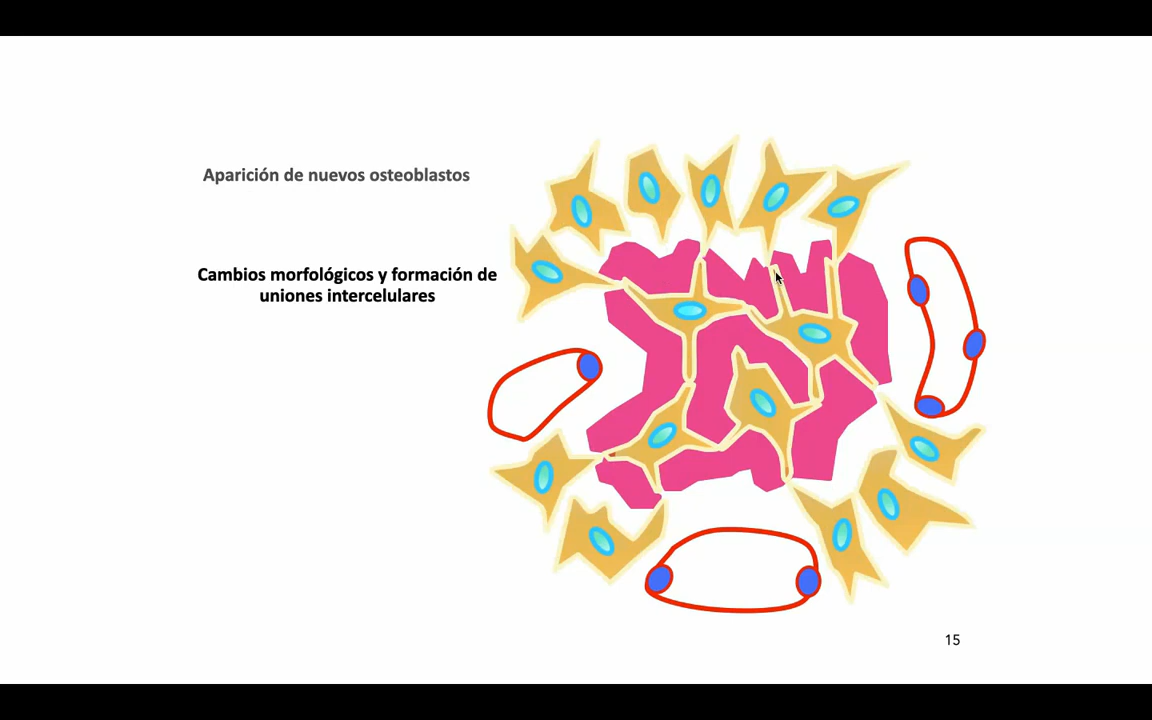 Aparición de nuevos osteoblastos
Cambios morfológicos y formación de
uniones intercelulares
15